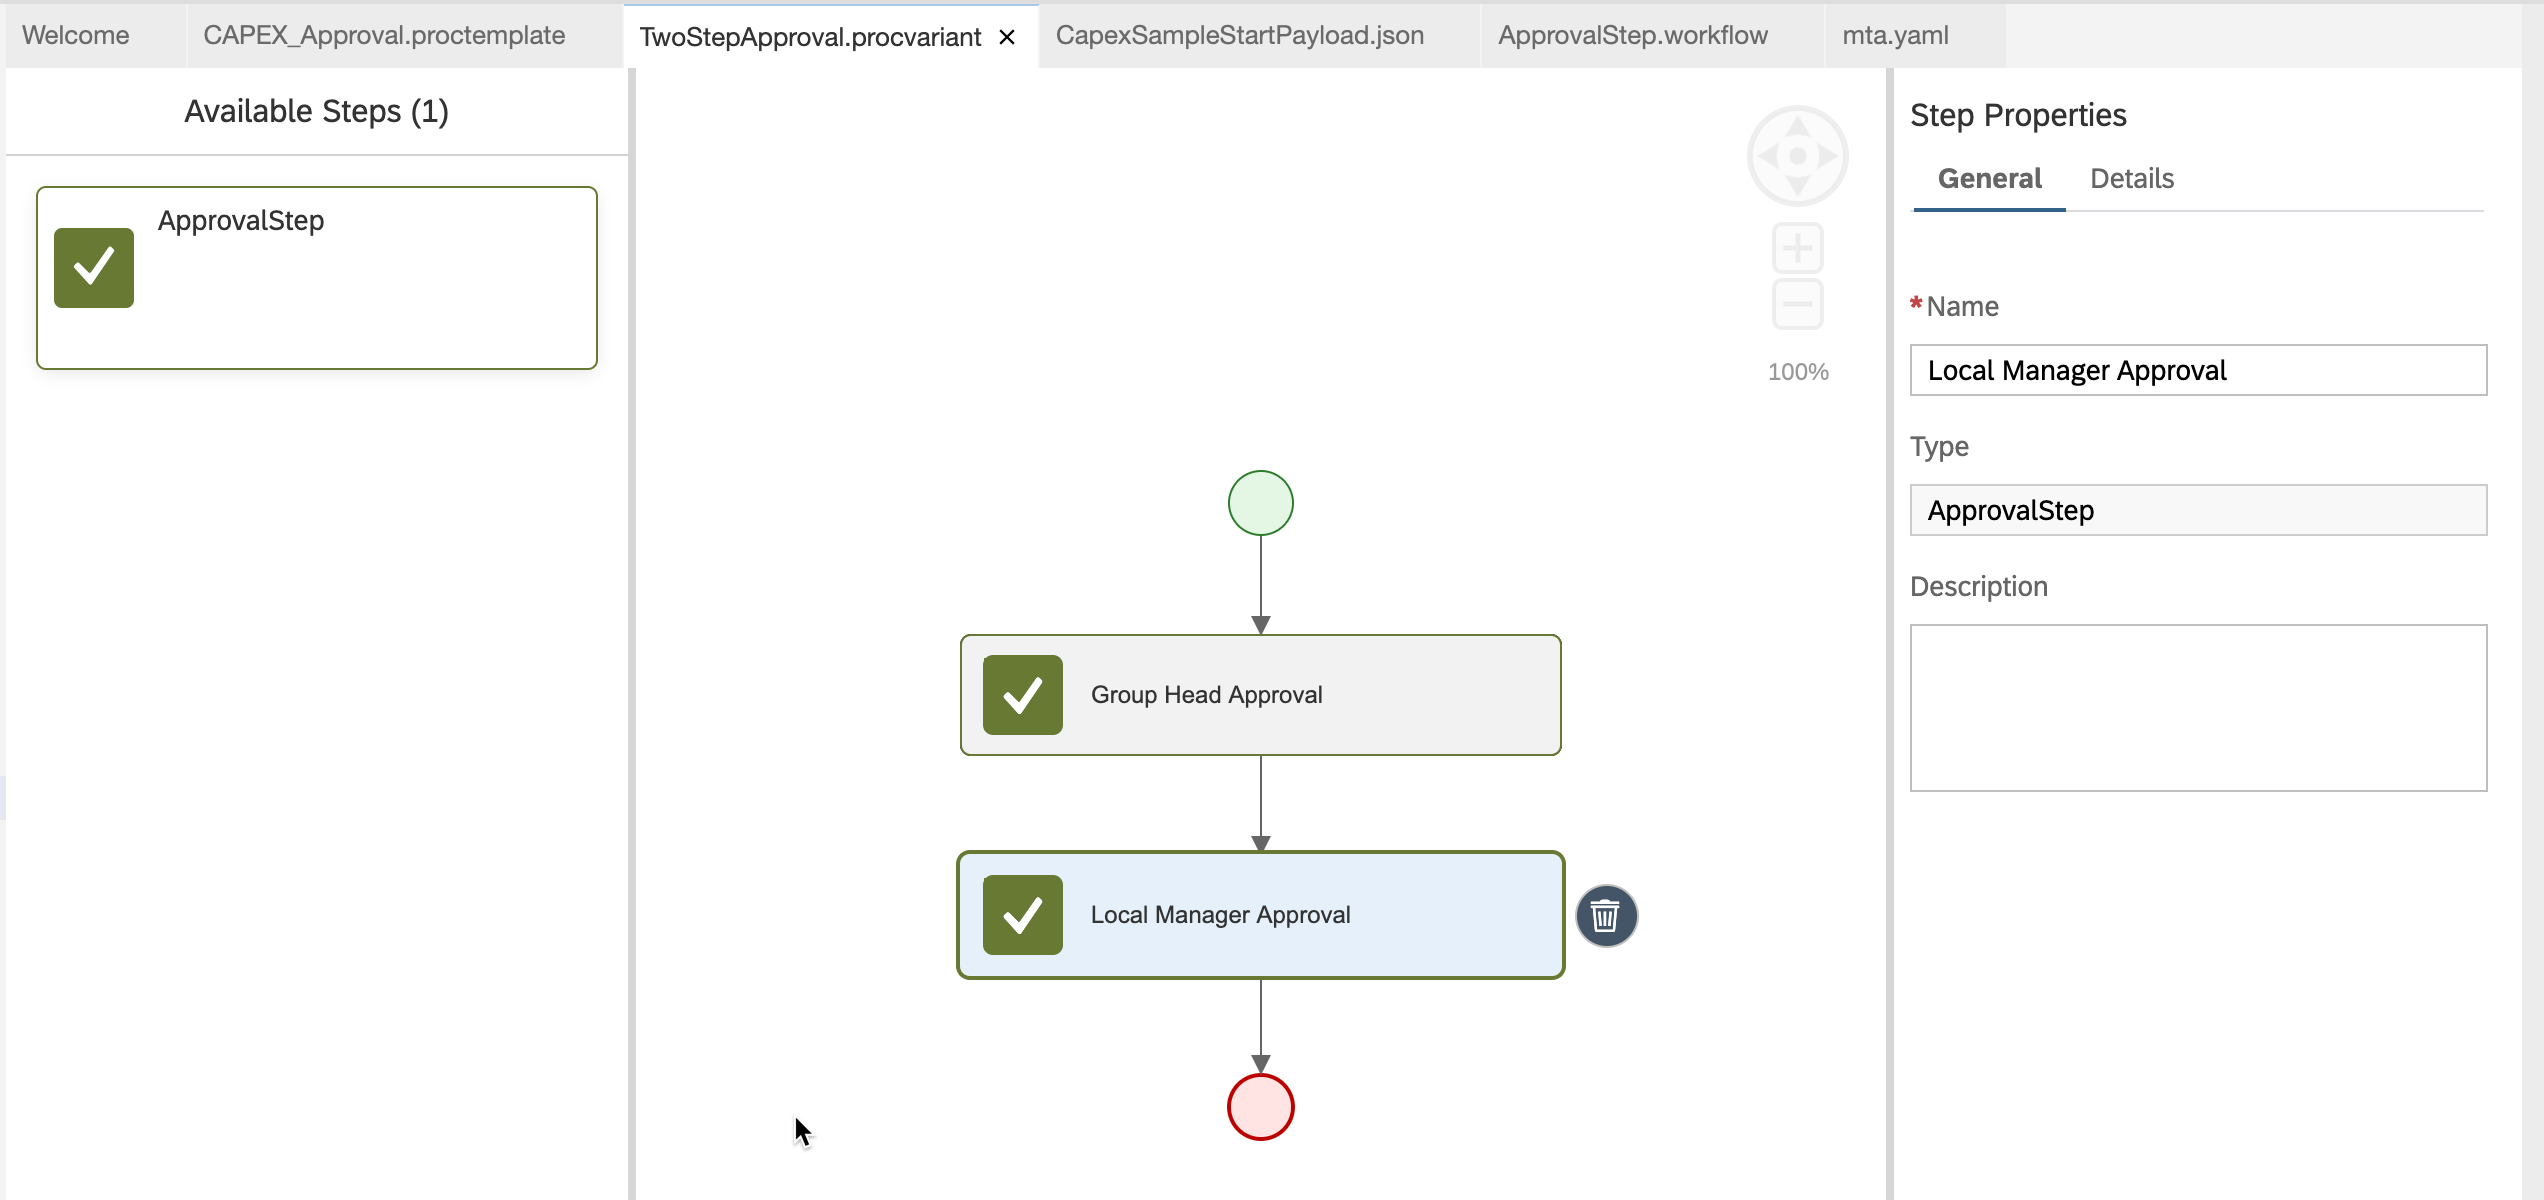 Welcome
CAPEX_Approval.proctemplate
TwoStepApproval.procvariant
CapexSampleStartPayload.json
ApprovalStep.workflow
mta.yaml
Available Steps (1)
ApprovalStep
100%
Group Head Approval
Local Manager Approval
Step Properties
General Details
*Name
Local Manager Approval
Type
ApprovalStep
Description